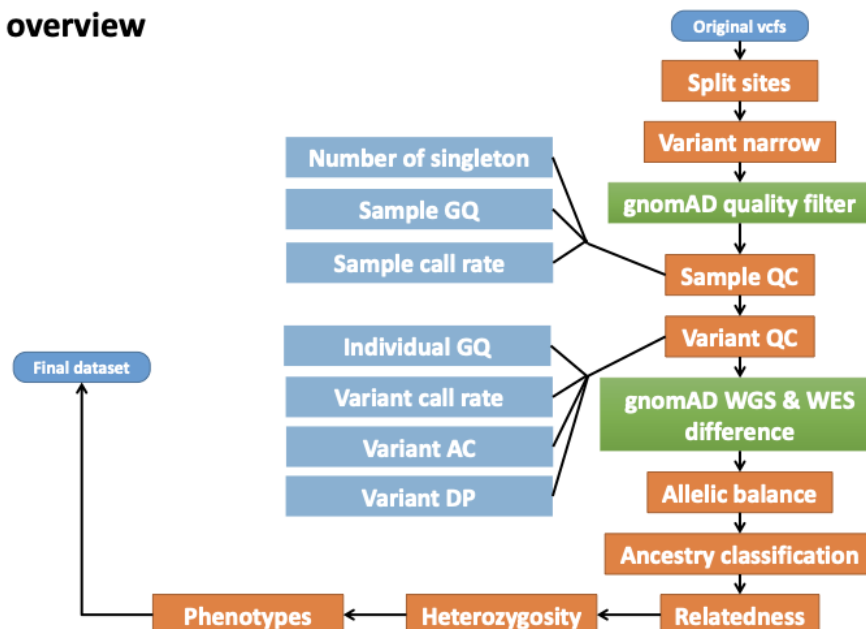 overview
Original vcfs
Split sites
Variant narrow
gnomAD quality filter
Number of singleton
Sample GQ
Sample call rate
Sample QC
Variant QC
Individual GQ
Variant call rate
Variant AC
Variant DP
gnomAD WGS & WES
difference
Allelic balance
Ancestry classification
Relatedness
Heterozygosity
Phenotypes
Final dataset